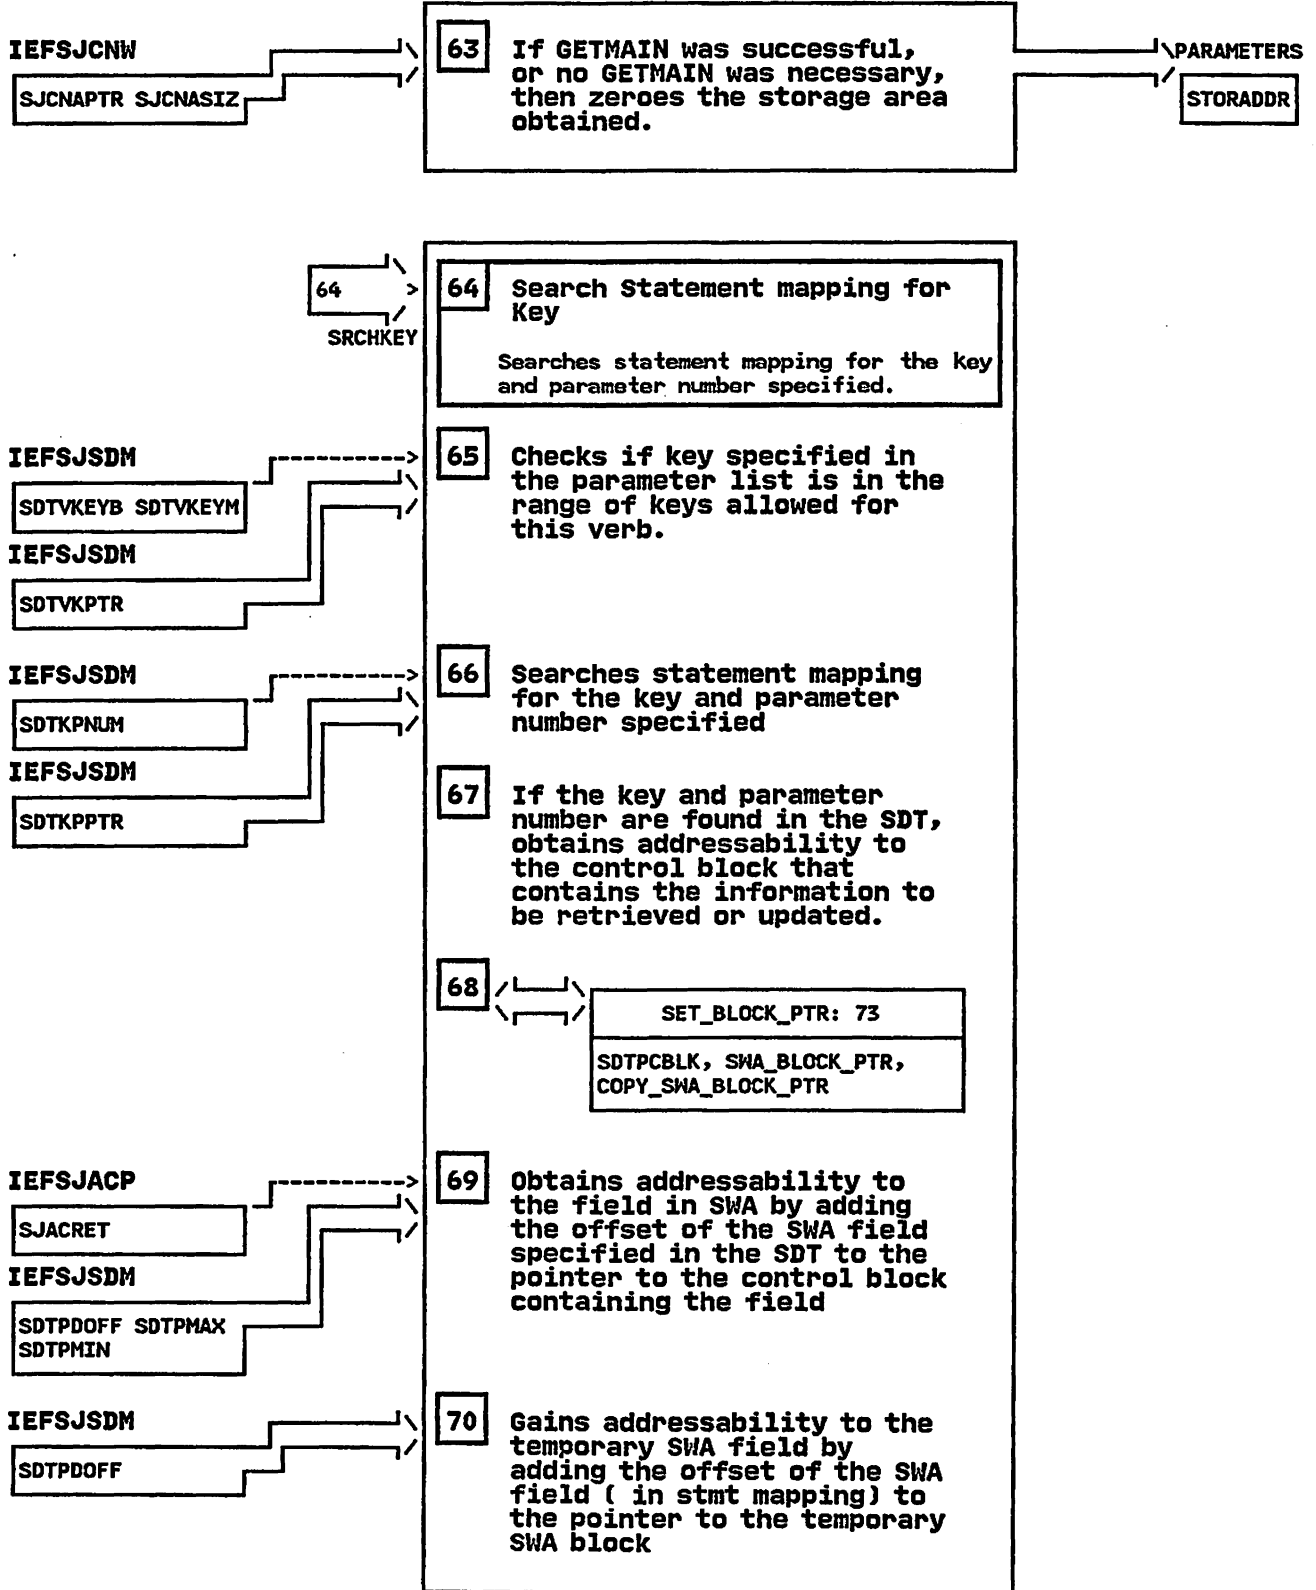 IEFSJCNW
SJCNAPTR SJCNASIZ
63
If GETMAIN was successful,
or no GETMAIN was necessary,
then zeroes the storage area
obtained.
PARAMETERS
STORADDR
64
SRCHKEY
64
Search Statement mapping for
Key
Searches statement mapping for the key
and parameter number specified.
IEFSJSDM
SDTVKEYB SDTVKEYM
IEFSJSDM
SDTVKPTR
65
Checks if key specified in
the parameter list is in the
range of keys allowed for
this verb.
IEFSJSDM
SDTKPNUM
IEFSJSDM
SDTKPPTR
66
Searches statement mapping
for the key and parameter
number specified
67
If the key and parameter
number are found in the SDT,
obtains addressability to
the control block that
contains the information to
be retrieved or updated.
68
SET_BLOCK_PTR: 73
SDTPCBLK, SWA_BLOCK_PTR,
COPY_SWA_BLOCK_PTR
IEFSJACP
SJACRET
IEFSJSDM
SDTPDOFF SDTPMAX
SDTPMIN
69
Obtains addressability to
the field in SWA by adding
the offset of the SWA field
specified in the SDT to the
pointer to the control block
containing the field
IEFSJSDM
SDTPDOFF
70
Gains addressability to the
temporary SWA field by
adding the offset of the SWA
field ( in stmt mapping) to
the pointer to the temporary
SWA block